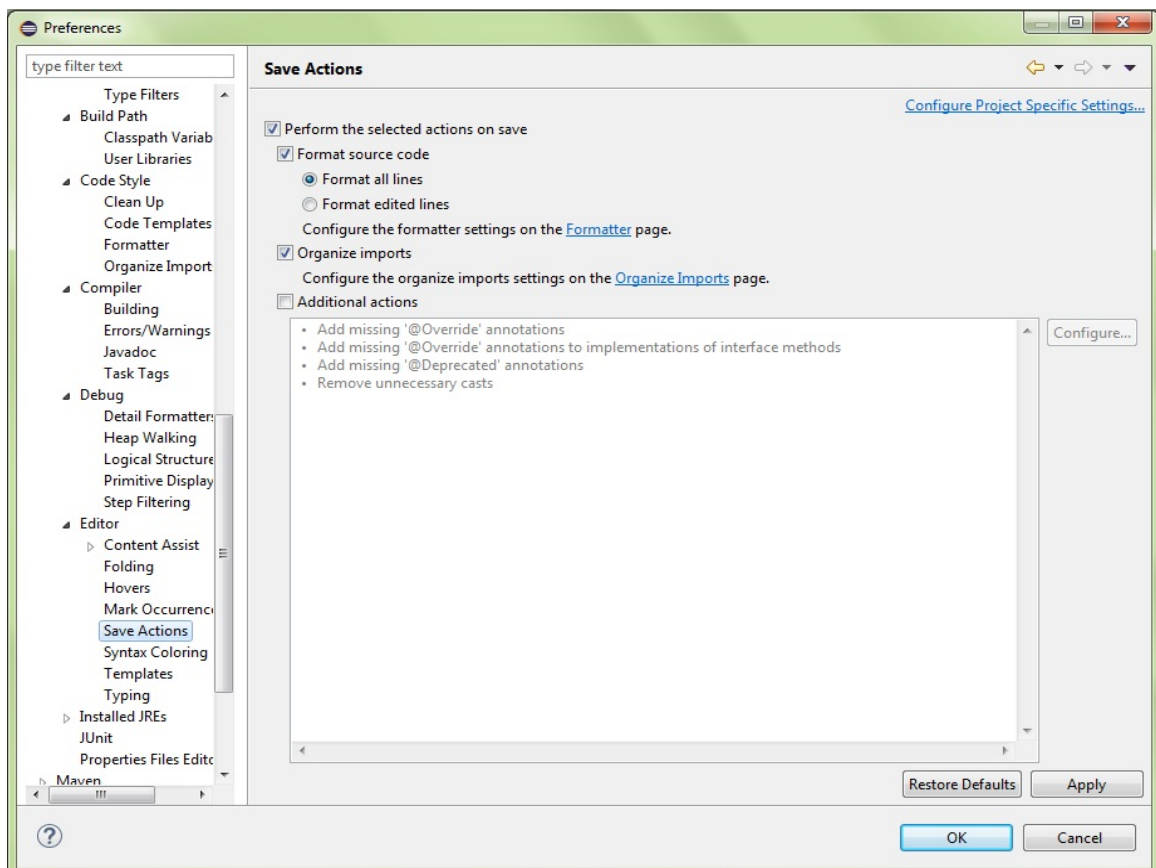 Preferences
type filter text
Type Filters
Build Path
Classpath Variab
User Libraries
Code Style
Clean Up
Code Templates
Formatter
Organize Import
Compiler
Building
Errors/Warnings
Javadoc
Task Tags
Debug
Detail Formatter
Heap Walking
Logical Structure
Primitive Display
Step Filtering
Editor
Content Assist
Folding
Hovers
Mark Occurrenc
Save Actions
Syntax Coloring
Templates
Typing
Installed JREs
JUnit
Properties Files Edito
Maven
Save Actions
Configure Project Specific Settings...
Perform the selected actions on save
Format source code
Format all lines
Format edited lines
Configure the formatter settings on the Formatter page.
Organize imports
Configure the organize imports settings on the Organize Imports page.
Additional actions
• Add missing '@Override' annotations
• Add missing '@Override' annotations to implementations of interface methods
• Add missing '@Deprecated' annotations
• Remove unnecessary casts
Configure...
Restore Defaults
Apply
OK
Cancel